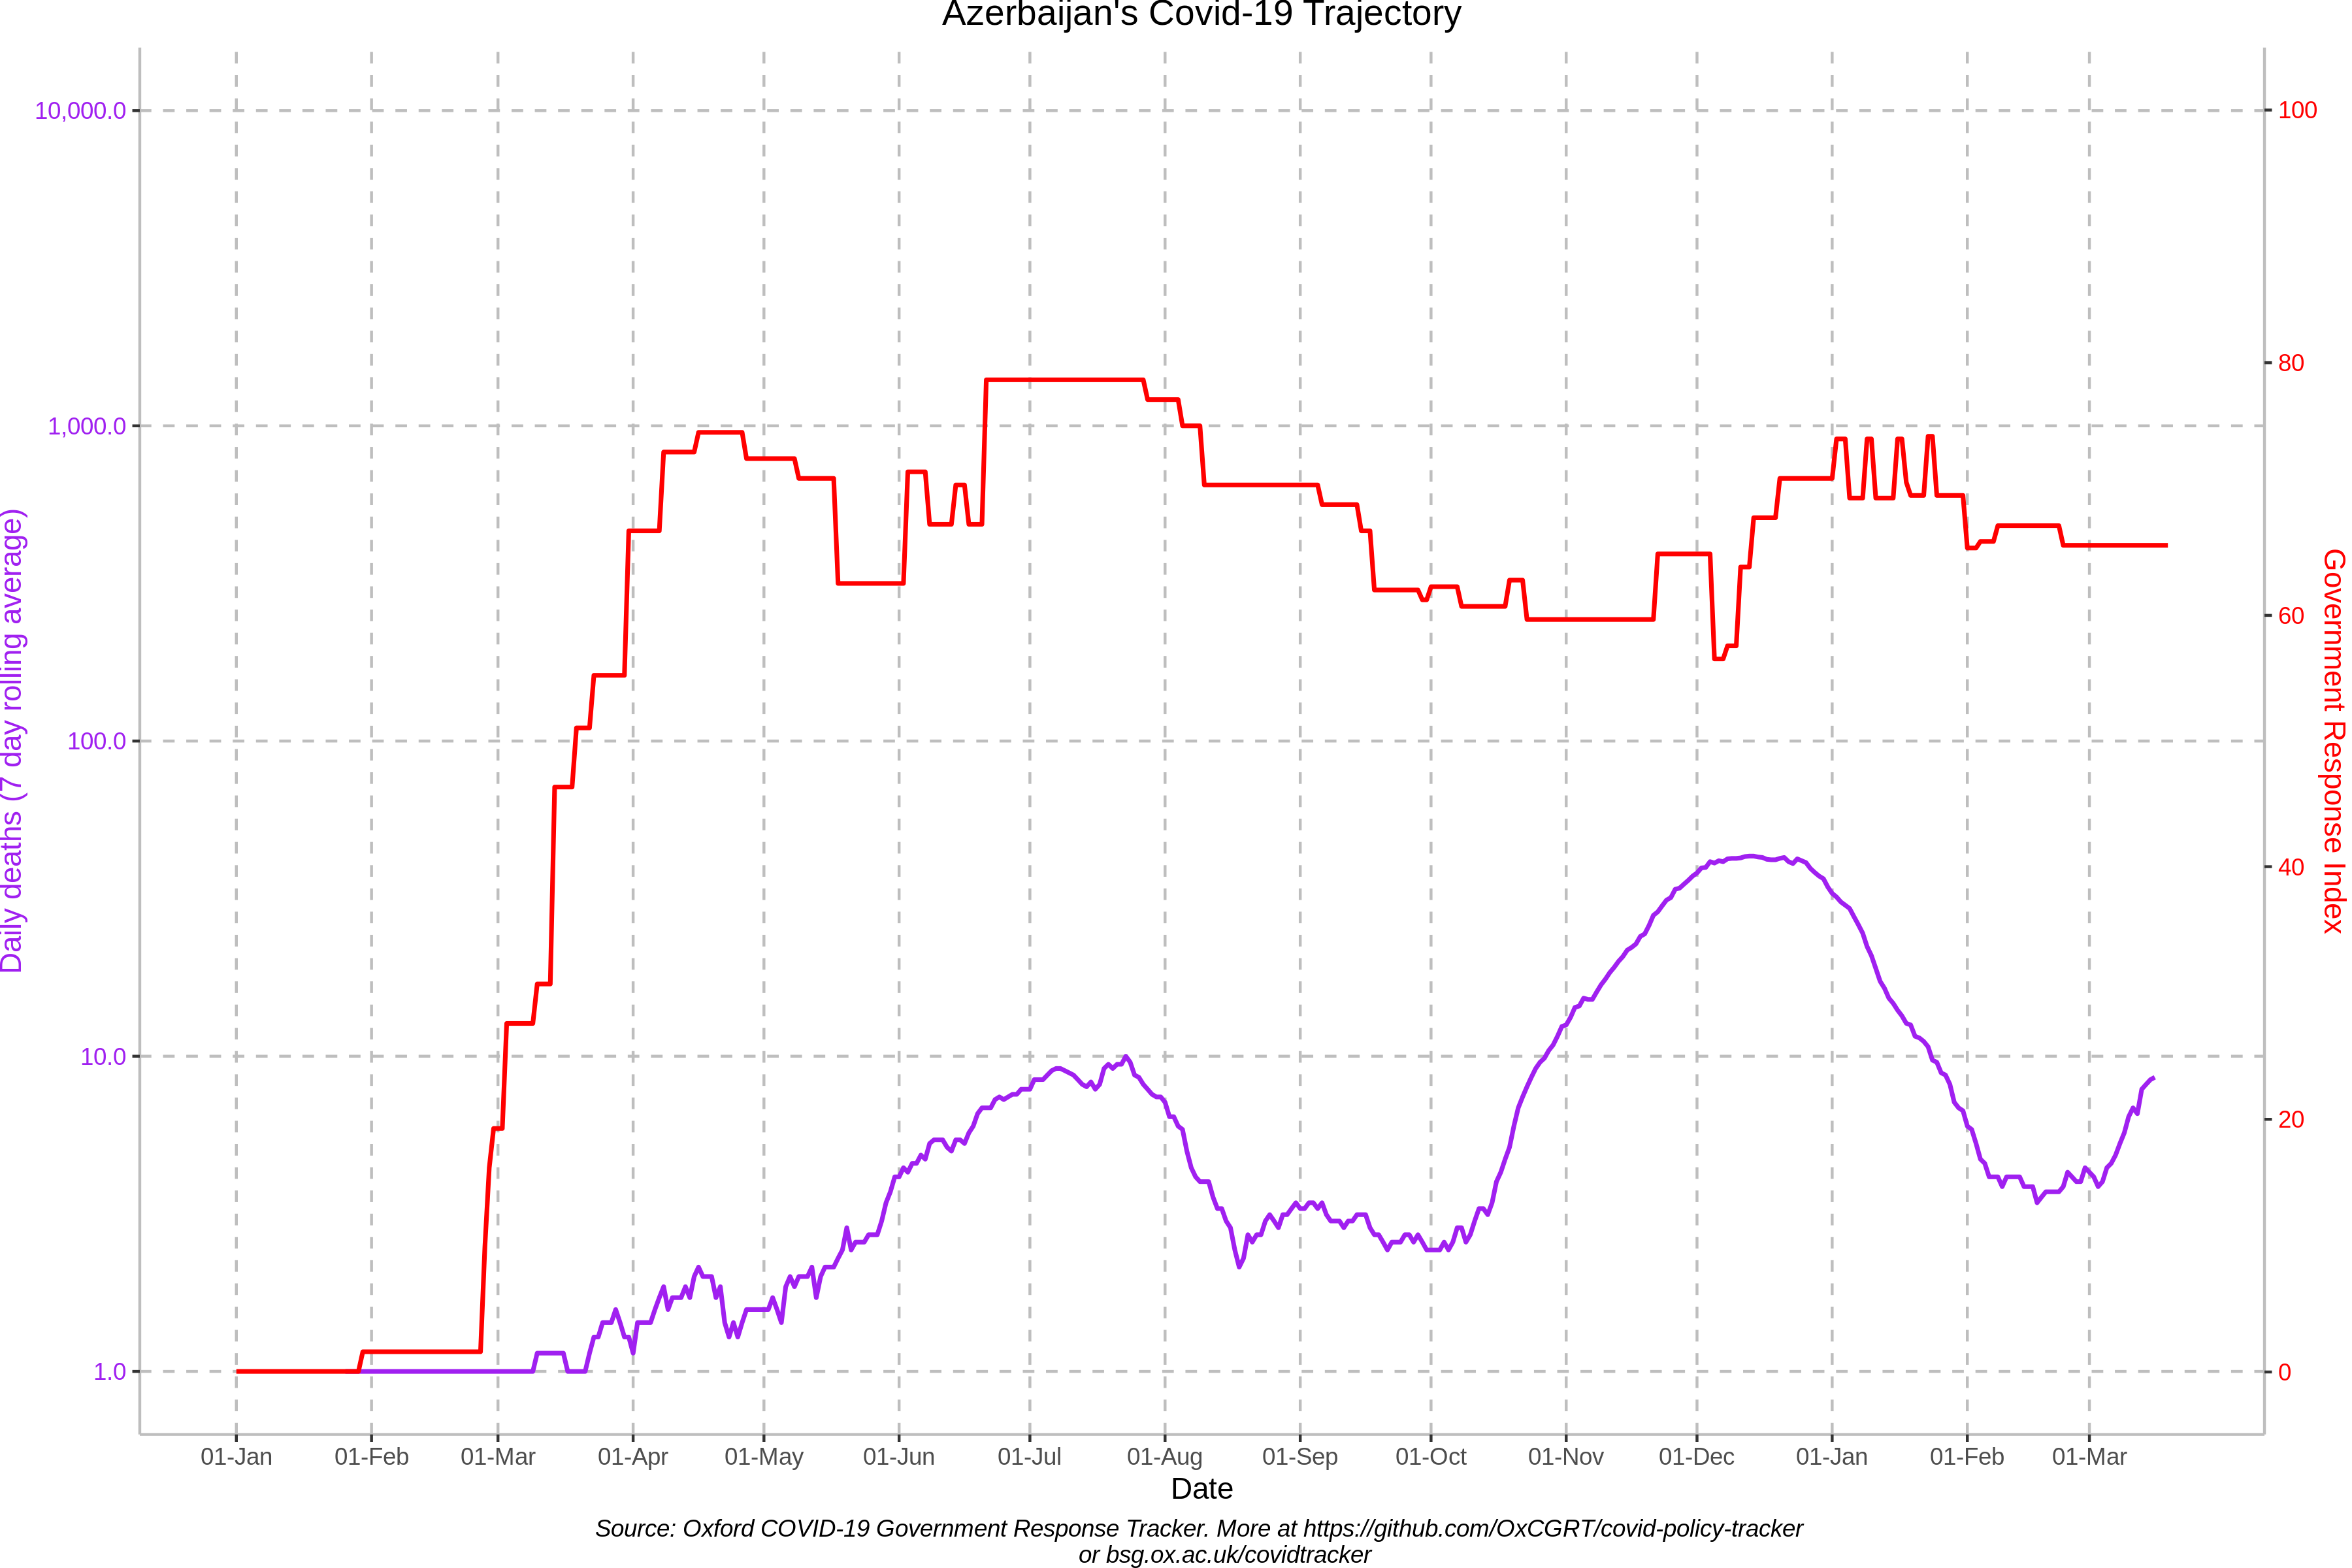 Azerbaijan's Covid-19 Trajectory
10,000.0
1,000.0
100.0
10.0
1.0
Daily deaths (7 day rolling average)
100
80
60
40
20
0
Government Response Index
01-Jan 01-Feb 01-Mar 01-Apr 01-May 01-Jun 01-Jul 01-Aug 01-Sep 01-Oct 01-Nov 01-Dec 01-Jan 01-Feb 01-Mar
Date
Source: Oxford COVID-19 Government Response Tracker. More at https://github.com/OxCGRT/covid-policy-tracker
or bsg.ox.ac.uk/covidtracker